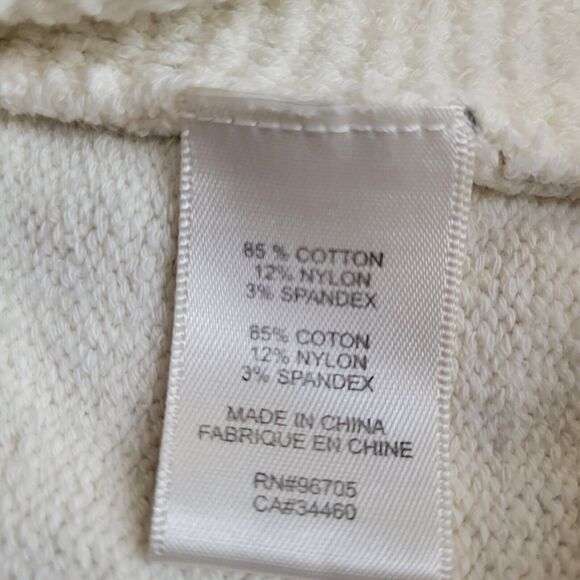 85 % COTTON
12% NYLON
3% SPANDEX
85% COTON
12% NYLON
3% SPANDEX
MADE IN CHINA
FABRIQUE EN CHINE
RN#96705
CA#34460